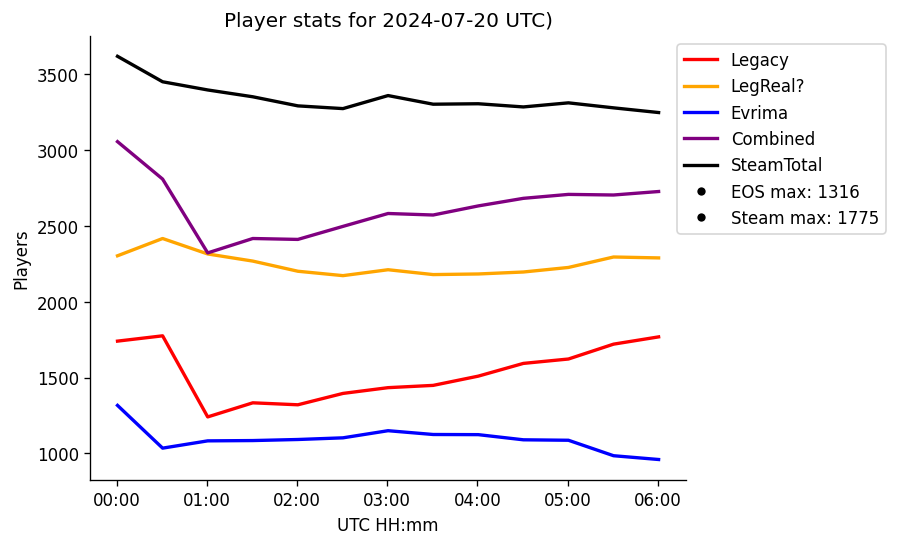 Player stats for 2024-07-20 UTC)
Legacy
LegReal?
Evrima
Combined
SteamTotal
EOS max: 1316
Steam max: 1775
Players
3500
3000
2500
2000
1500
1000
00:00 01:00 02:00 03:00 04:00 05:00 06:00
UTC HH:mm